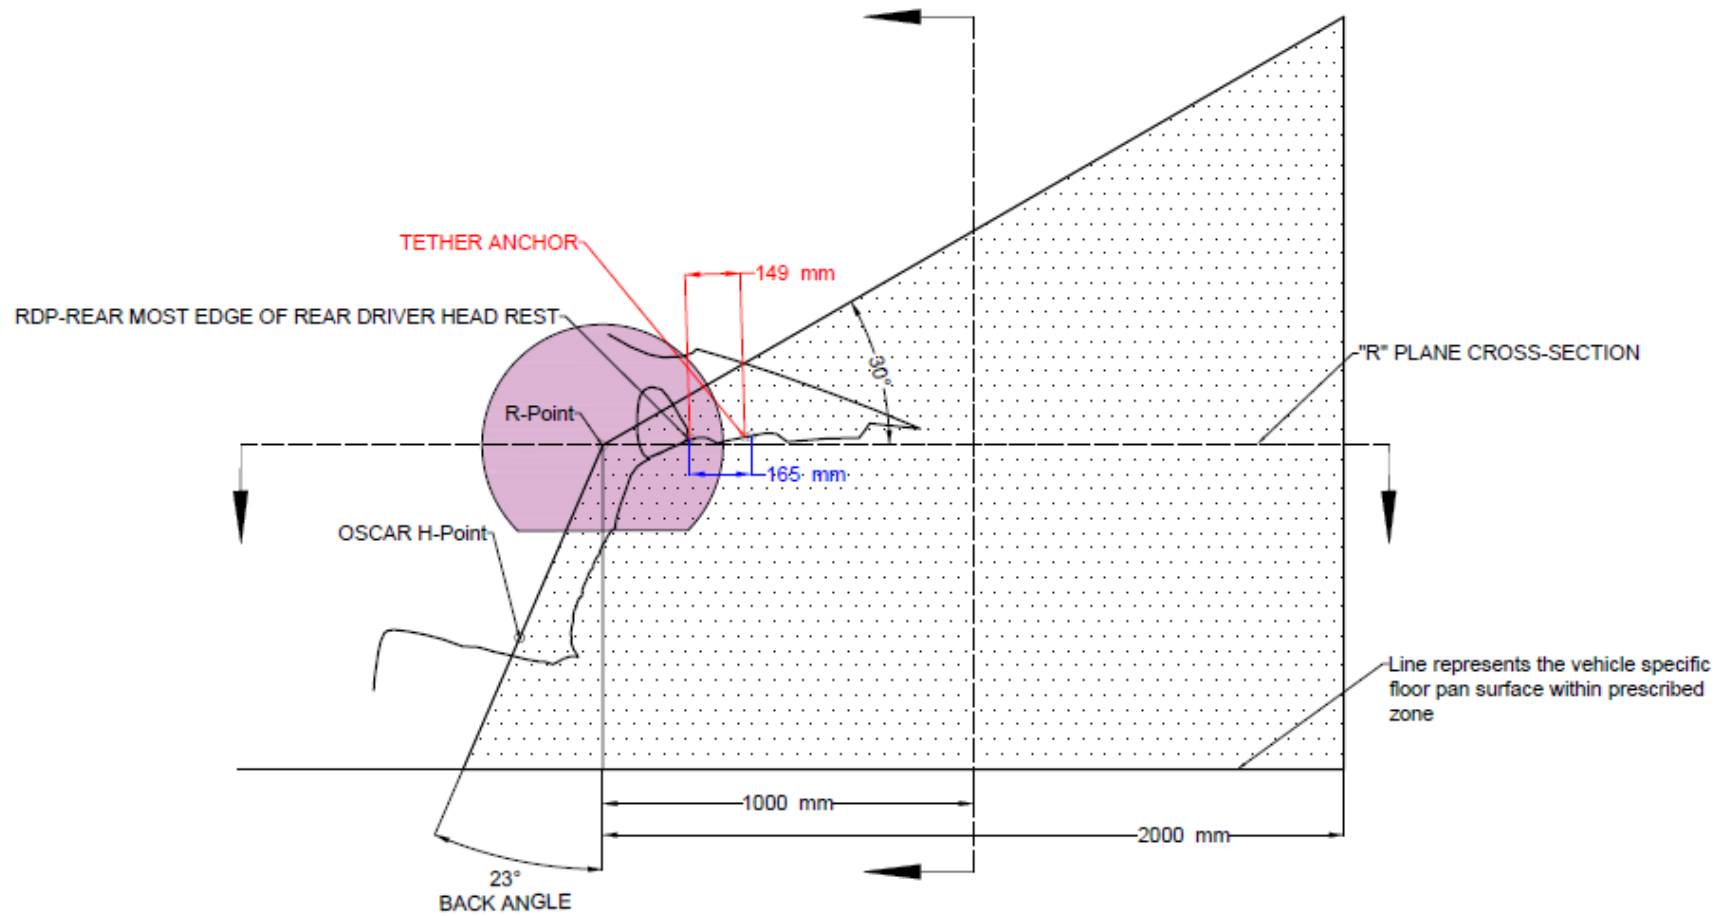 TETHER ANCHOR
149 mm
RDP-REAR MOST EDGE OF REAR DRIVER HEAD REST
"R" PLANE CROSS-SECTION
30°
R-Point
165 mm
OSCAR H-Point
Line represents the vehicle specific
floor pan surface within prescribed
zone
1000 mm
2000 mm
23°
BACK ANGLE